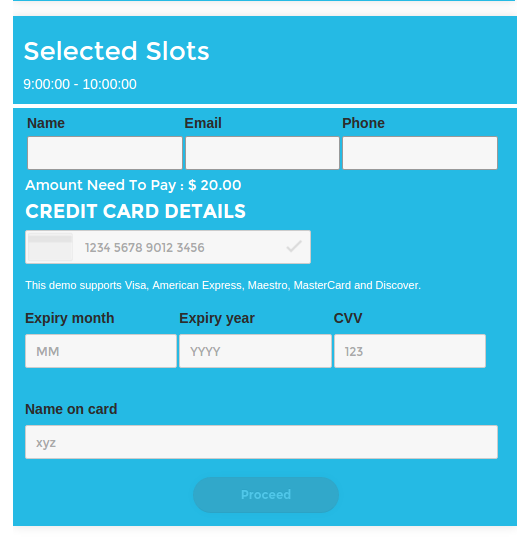 Selected Slots
9:00:00 - 10:00:00
Name Email Phone
Amount Need To Pay : $ 20.00
CREDIT CARD DETAILS
1234 5678 9012 3456
This demo supports Visa, American Express, Maestro, MasterCard and Discover.
Expiry month Expiry year CVV
MM YYYY 123
Name on card
xyz
Proceed